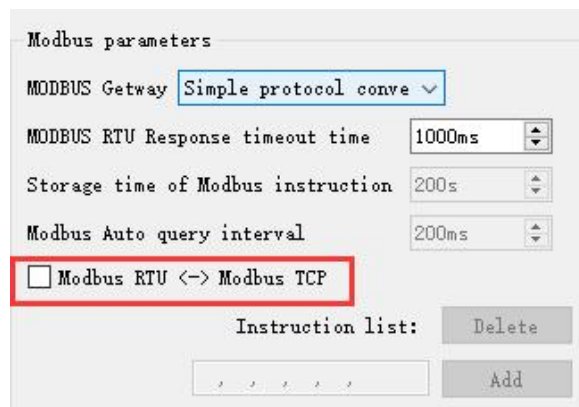 Modbus parameters
MODBUS Getway Simple protocol conve
MODBUS RTU Response timeout time 1000ms
Storage time of Modbus instruction 200s
Modbus Auto query interval 200ms
Modbus RTU <-> Modbus TCP
Instruction list: Delete
, , , , , Add